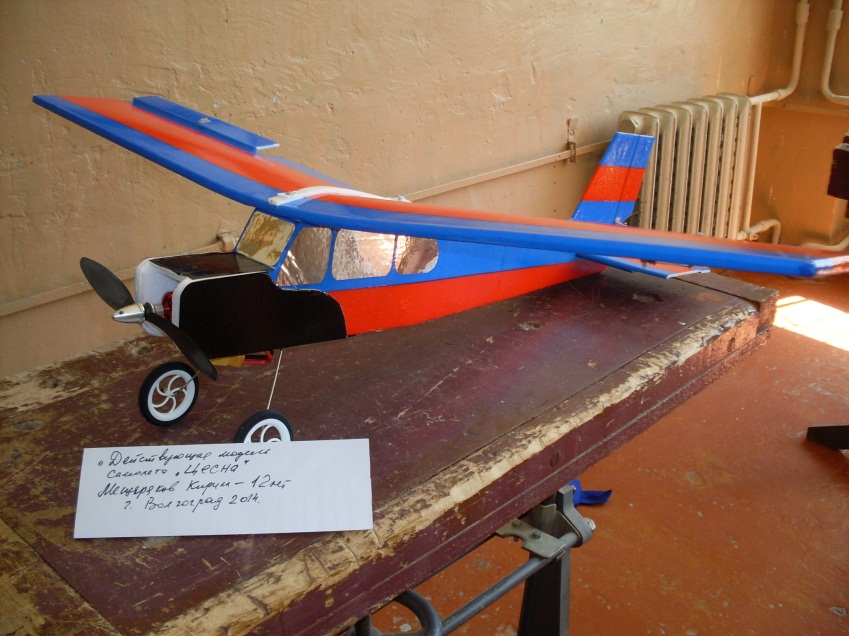 "Действующая модель
самолета "ЦЕСНА"
Мещеряков Кирилл – 12 лет
г. Волгоград 2014.